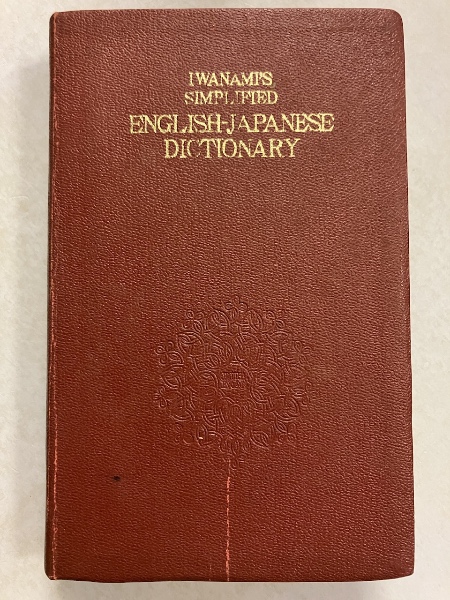 IWANAMI'S
SIMPLIFIED
ENGLISH-JAPANESE
DICTIONARY